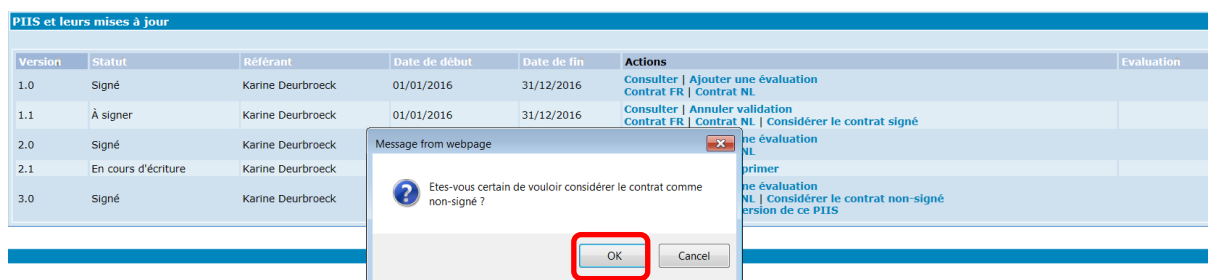 PIIS et leurs mises à jour
Version Statut Référant Date de début Date de fin Actions Evaluation
1.0 Signé Karine Deurbroeck 01/01/2016 31/12/2016 Consulter | Ajouter une évaluation
Contrat FR | Contrat NL
1.1 À signer Karine Deurbroeck 01/01/2016 31/12/2016 Consulter | Annuler validation
Contrat FR | Contrat NL | Considérer le contrat signé
2.0 Signé Karine Deurbroeck ne évaluation
NL
2.1 En cours d'écriture Karine Deurbroeck primer
3.0 Signé Karine Deurbroeck ne évaluation
NL | Considérer le contrat non-signé
ersion de ce PIIS
Message from webpage
Etes-vous certain de vouloir considérer le contrat comme
non-signé ?
OK Cancel